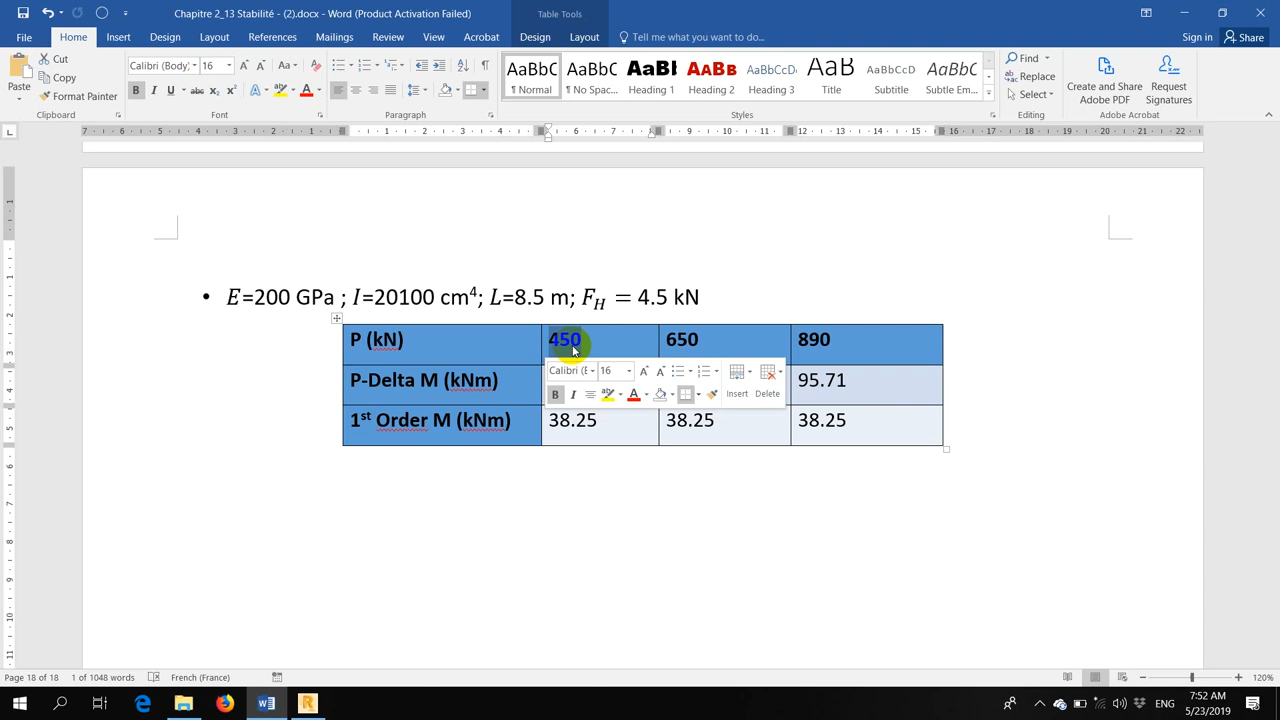 Chapitre_2_13 Stabilité - (2).docx - Word (Product Activation Failed)
Table Tools
File Home Insert Design Layout References Mailings Review View Acrobat Design Layout Tell me what you want to do...
Sign in Share
Paste
Cut
Copy
Format Painter
Clipboard
Calibri (Body) 16
Font
Paragraph
AaBbC AaBbC AaBl AaBb AaBbCc AaB AaBbCcD AaBbC
¶ Normal ¶ No Spac... Heading 1 Heading 2 Heading 3 Title Subtitle Subtle Em...
Styles
Find
Replace
Select
Editing
Create and Share Adobe PDF
Request Signatures
Adobe Acrobat
• E=200 GPa ; I=20100 cm⁴; L=8.5 m; F_H = 4.5 kN
P (kN) 450 650 890
P-Delta M (kNm) 95.71
1st Order M (kNm) 38.25 38.25 38.25
Calibri (E 16
Insert Delete
Page 18 of 18 1 of 1048 words French (France) 120%
ENG
7:52 AM
5/23/2019